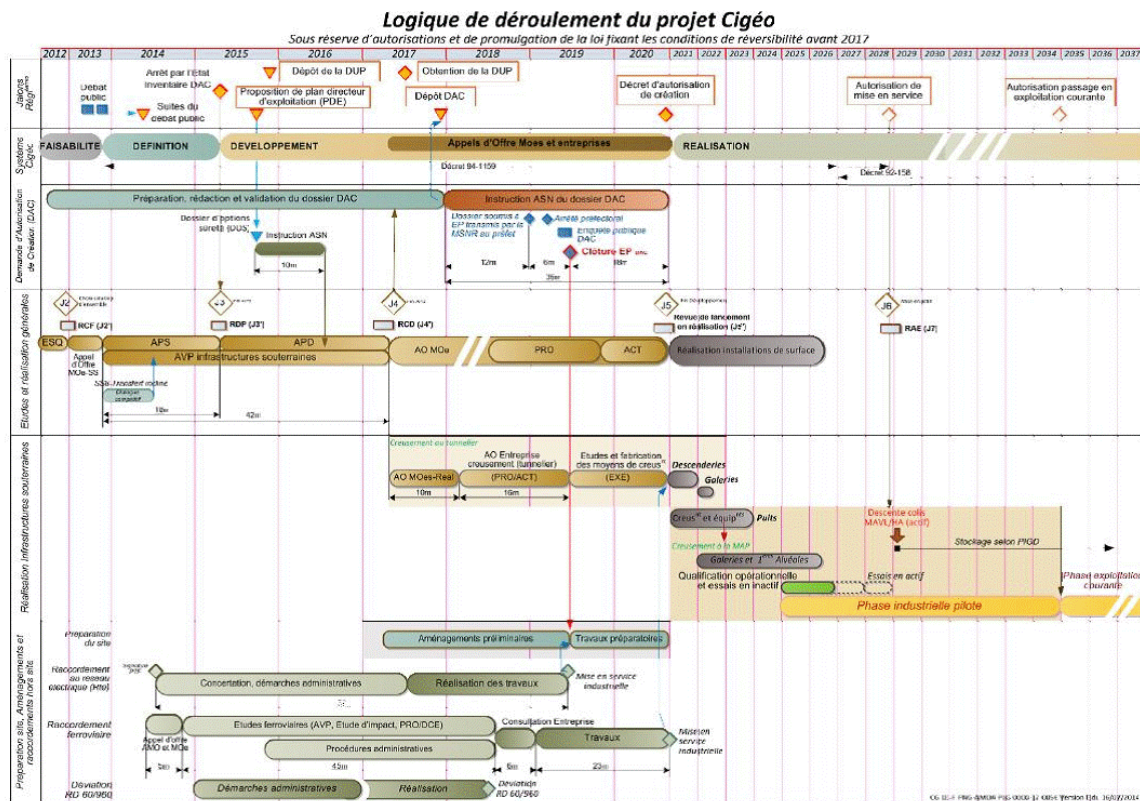 Logique de déroulement du projet Cigéo
Sous réserve d'autorisations et de promulgation de la loi fixant les conditions de réversibilité avant 2017
2012 2013 2014 2015 2016 2017 2018 2019 2020 2021 2022 2023 2024 2025 2026 2027 2028 2029 2030 2031 2032 2033 2034 2035 2036 2037
Jalons
Débat
public
Arrêt par l'Etat
inventaire DAC
Suites du
débat public
Dépôt de la DUP
Proposition de plan directeur
d'exploitation (PDE)
Obtention de la DUP
Dépôt DAC
Décret d'autorisation
de création
Autorisation de
mise en service
Autorisation passage en
exploitation courante
Système
Cigéo
FAISABILITE
DEFINITION
DEVELOPPEMENT
Appels d'Offre Moes et entreprises
REALISATION
Décret 92-158
Demande d'Autorisation
de Création (DAC)
Préparation, rédaction et validation du dossier DAC
Instruction ASN du dossier DAC
Dossier d'options
sûreté (DOS)
Instruction ASN
10m
Dossier soumis à
EP transmis par la
MSNR au préfet
Arrêté préfectoral
Enquête publique
DAC
Clôture EP
12m
6m
18m
Etudes et réalisation générales
J2
J3
J4
J5
J6
RCF (J2')
RDP (J3')
RCD (J4')
Revue de lancement
en réalisation (J5')
RAE (J7)
ESQ
APS
APD
AO MOe
PRO
ACT
Réalisation installations de surface
Appel
d'Offre
MOe-SS
AVP infrastructures souterraines
42m
Réalisation infrastructures souterraines
Creusement au tunnelier
AO Entreprise
creusement (tunnelier)
Etudes et fabrication
des moyens de creus
AO MOes-Real
(PRO/ACT)
(EXE)
Descenderies
Galeries
10m
16m
Puits
Creusement à la MAP
Galeries et 1 Alvéoles
Qualification opérationnelle
et essais en inactif
Essais en actif
Descente colis
MAVL/HA (actif)
Stockage selon PIGD
Phase industrielle pilote
Phase exploitation
courante
Préparation site, Aménagements et
raccordements hors site
Préparation
du site
Aménagements préliminaires
Travaux préparatoires
Raccordement
au réseau
électrique (Rte)
Concertation, démarches administratives
Réalisation des travaux
Mise en service
industrielle
Raccordement
ferroviaire
Appel d'offre
AMO et MOe
Etudes ferroviaires (AVP, Etude d'impact, PRO/DCE)
Procédures administratives
Consultation Entreprise
Travaux
Mise en
service
industrielle
45m
23m
Déviation
RD 60/960
Démarches administratives
Réalisation
Déviation
RD 60/960